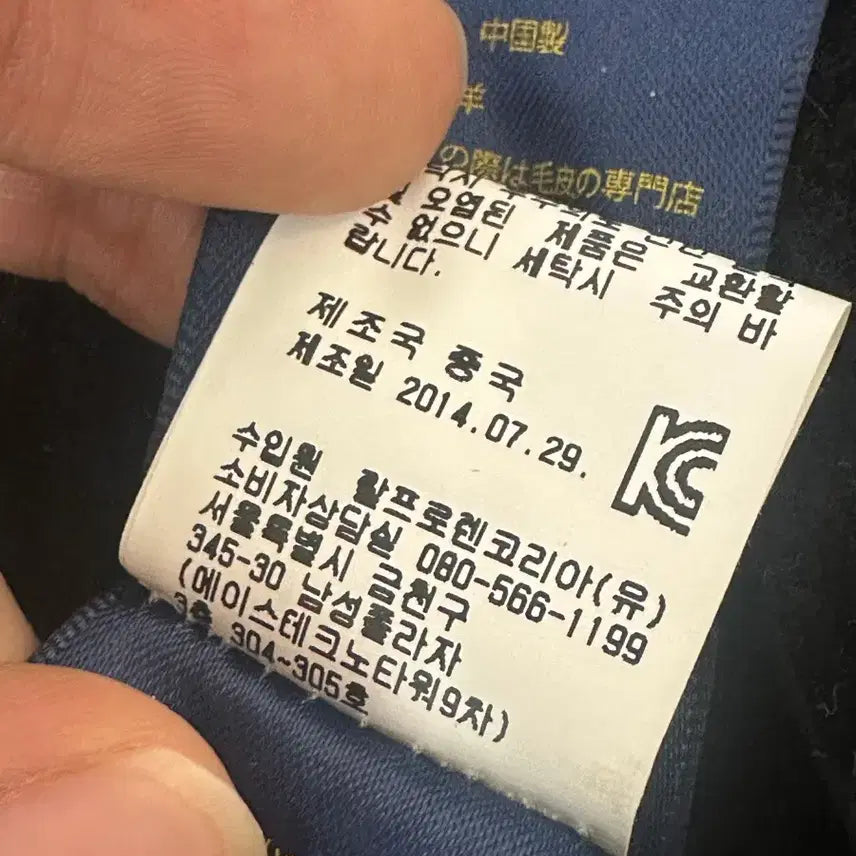 中国製
羊
の際は毛皮の専門店
오염된 제품은 교환할
수 없으니 세탁시 주의 바
랍니다.
제조국 중국
제조일 2014.07.29.
KC
수입원 랄프로렌코리아(유)
소비자상담실 080-566-1199
서울특별시 금천구
345-30 남성플라자
(에이스테크노타워9차)
3층 304~305호